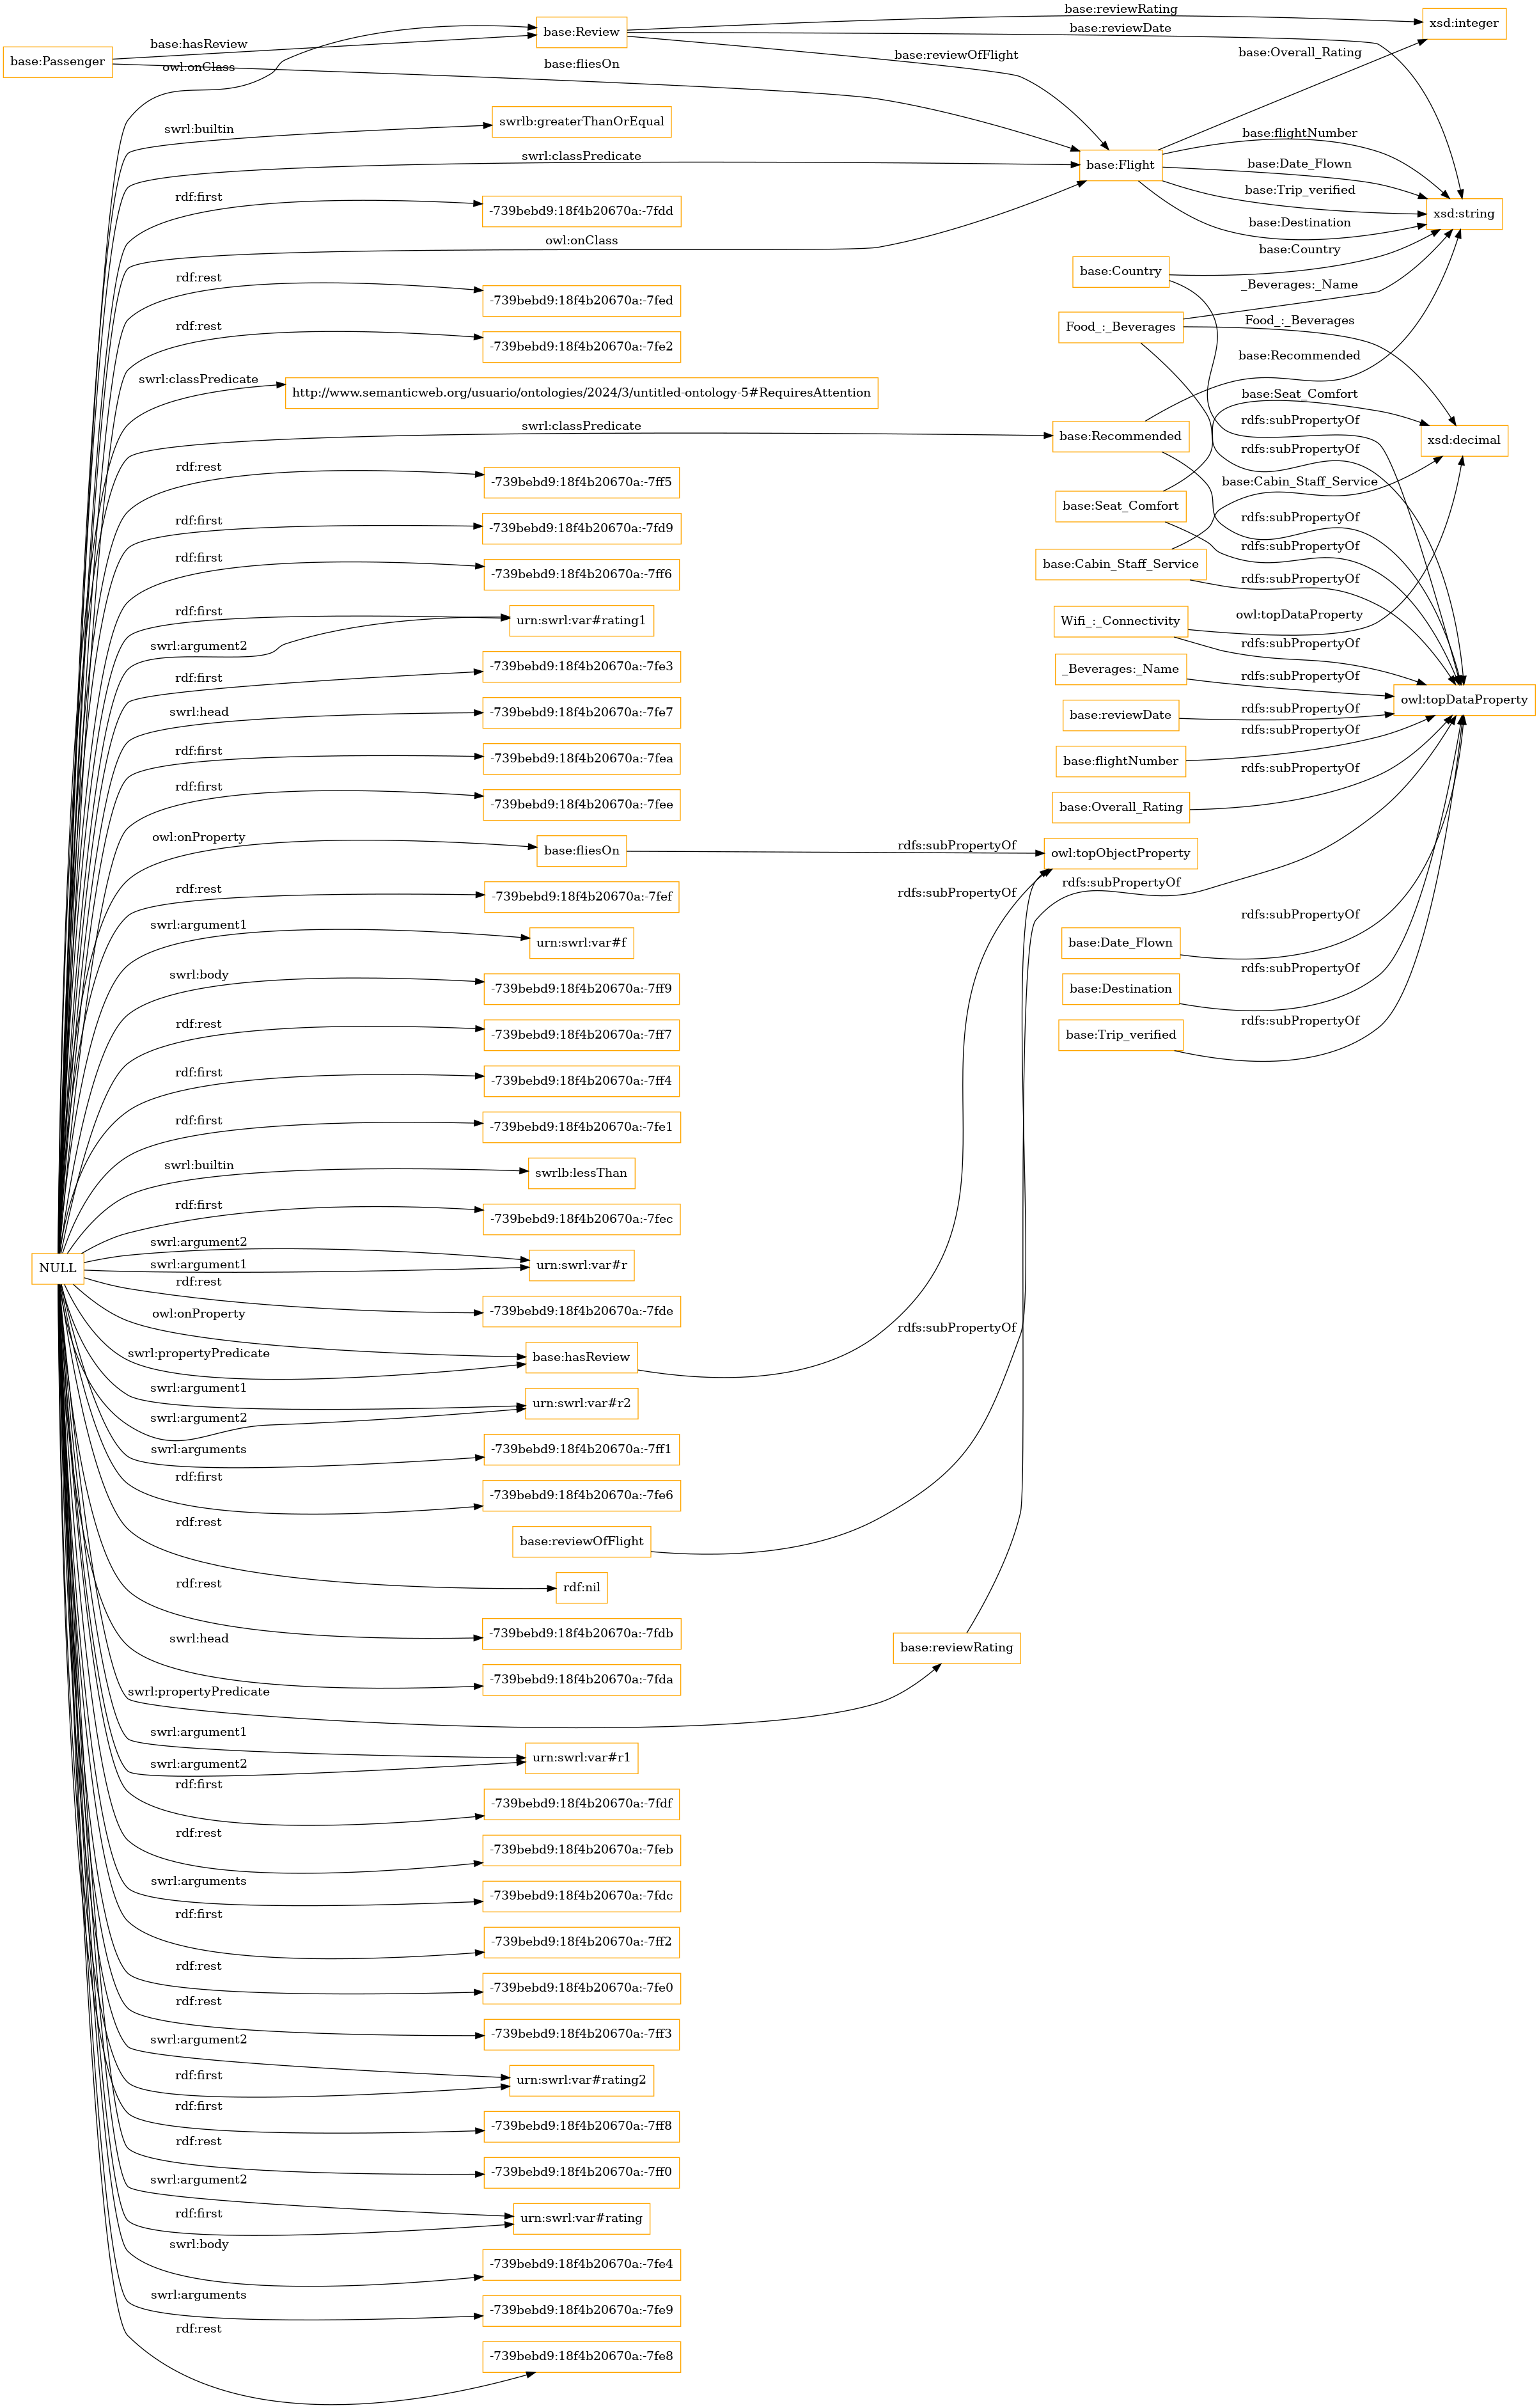 base:reviewRating
xsd:integer
base:reviewDate
base:Review
base:hasReview
base:Passenger
owl:onClass
base:fliesOn
base:reviewOfFlight
base:Overall_Rating
swrl:builtin
swrlb:greaterThanOrEqual
base:flightNumber
swrl:classPredicate
base:Flight
base:Date_Flown
rdf:first
-739bebd9:18f4b20670a:-7fdd
base:Trip_verified
xsd:string
base:Destination
owl:onClass
base:Country
base:Country
rdf:rest
-739bebd9:18f4b20670a:-7fed
_Beverages:_Name
Food_:_Beverages
Food_:_Beverages
rdf:rest
-739bebd9:18f4b20670a:-7fe2
base:Recommended
swrl:classPredicate
http://www.semanticweb.org/usuario/ontologies/2024/3/untitled-ontology-5#RequiresAttention
base:Seat_Comfort
rdfs:subPropertyOf
swrl:classPredicate
base:Recommended
xsd:decimal
rdfs:subPropertyOf
rdf:rest
-739bebd9:18f4b20670a:-7ff5
base:Cabin_Staff_Service
base:Seat_Comfort
rdfs:subPropertyOf
rdf:first
-739bebd9:18f4b20670a:-7fd9
rdfs:subPropertyOf
base:Cabin_Staff_Service
rdf:first
-739bebd9:18f4b20670a:-7ff6
rdfs:subPropertyOf
rdf:first
urn:swrl:var#rating1
Wifi_:_Connectivity
owl:topDataProperty
swrl:argument2
rdfs:subPropertyOf
rdf:first
-739bebd9:18f4b20670a:-7fe3
_Beverages:_Name
rdfs:subPropertyOf
owl:topDataProperty
swrl:head
-739bebd9:18f4b20670a:-7fe7
base:reviewDate
rdfs:subPropertyOf
rdfs:subPropertyOf
rdf:first
-739bebd9:18f4b20670a:-7fea
base:flightNumber
rdfs:subPropertyOf
rdf:first
-739bebd9:18f4b20670a:-7fee
base:Overall_Rating
owl:onProperty
base:fliesOn
rdfs:subPropertyOf
owl:topObjectProperty
rdf:rest
-739bebd9:18f4b20670a:-7fef
rdfs:subPropertyOf
rdfs:subPropertyOf
swrl:argument1
urn:swrl:var#f
base:Date_Flown
rdfs:subPropertyOf
swrl:body
-739bebd9:18f4b20670a:-7ff9
base:Destination
rdfs:subPropertyOf
rdf:rest
-739bebd9:18f4b20670a:-7ff7
base:Trip_verified
rdfs:subPropertyOf
rdf:first
-739bebd9:18f4b20670a:-7ff4
rdf:first
-739bebd9:18f4b20670a:-7fe1
swrl:builtin
swrlb:lessThan
rdf:first
-739bebd9:18f4b20670a:-7fec
NULL
swrl:argument2
swrl:argument1
urn:swrl:var#r
rdf:rest
-739bebd9:18f4b20670a:-7fde
owl:onProperty
rdfs:subPropertyOf
swrl:propertyPredicate
base:hasReview
swrl:argument1
urn:swrl:var#r2
swrl:argument2
swrl:arguments
-739bebd9:18f4b20670a:-7ff1
rdf:first
-739bebd9:18f4b20670a:-7fe6
rdf:rest
base:reviewOfFlight
rdf:nil
rdf:rest
-739bebd9:18f4b20670a:-7fdb
swrl:head
base:reviewRating
-739bebd9:18f4b20670a:-7fda
swrl:propertyPredicate
swrl:argument1
urn:swrl:var#r1
swrl:argument2
rdf:first
-739bebd9:18f4b20670a:-7fdf
rdf:rest
-739bebd9:18f4b20670a:-7feb
swrl:arguments
-739bebd9:18f4b20670a:-7fdc
rdf:first
-739bebd9:18f4b20670a:-7ff2
rdf:rest
-739bebd9:18f4b20670a:-7fe0
rdf:rest
-739bebd9:18f4b20670a:-7ff3
swrl:argument2
urn:swrl:var#rating2
rdf:first
rdf:first
-739bebd9:18f4b20670a:-7ff8
rdf:rest
-739bebd9:18f4b20670a:-7ff0
swrl:argument2
urn:swrl:var#rating
rdf:first
swrl:body
-739bebd9:18f4b20670a:-7fe4
swrl:arguments
-739bebd9:18f4b20670a:-7fe9
rdf:rest
-739bebd9:18f4b20670a:-7fe8